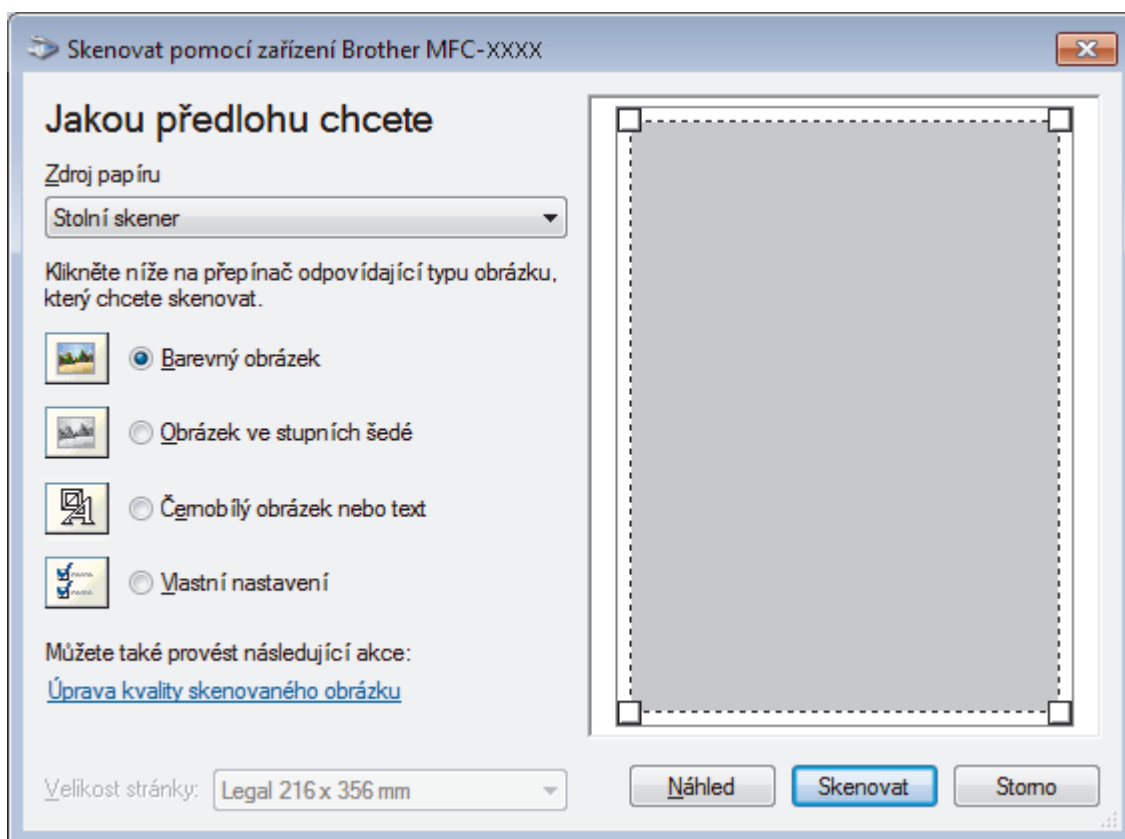 Skenovat pomocí zařízení Brother MFC-XXXX
Jakou předlohu chcete
Zdroj papíru
Stolní skener
Klikněte níže na přepínač odpovídající typu obrázku,
který chcete skenovat.
Barevný obrázek
Obrázek ve stupních šedé
Černobílý obrázek nebo text
Vlastní nastavení
Můžete také provést následující akce:
Úprava kvality skenovaného obrázku
Velikost stránky: Legal 216 x 356 mm
Náhled Skenovat Storno